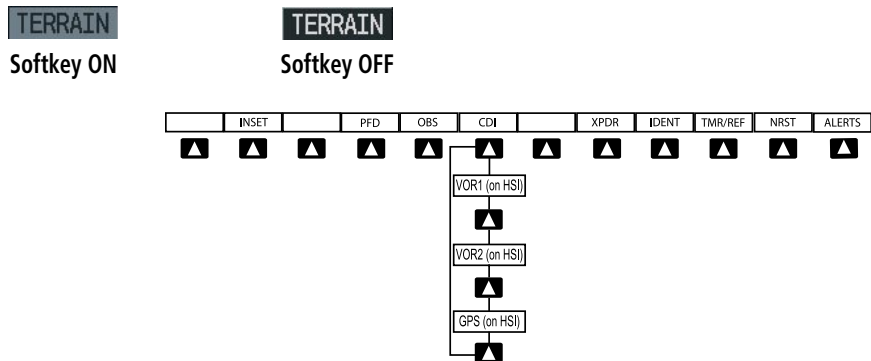 TERRAIN
TERRAIN
Softkey ON
Softkey OFF
INSET PFD OBS CDI XPDR IDENT TMR/REF NRST ALERTS
VOR1 (on HSI)
VOR2 (on HSI)
GPS (on HSI)